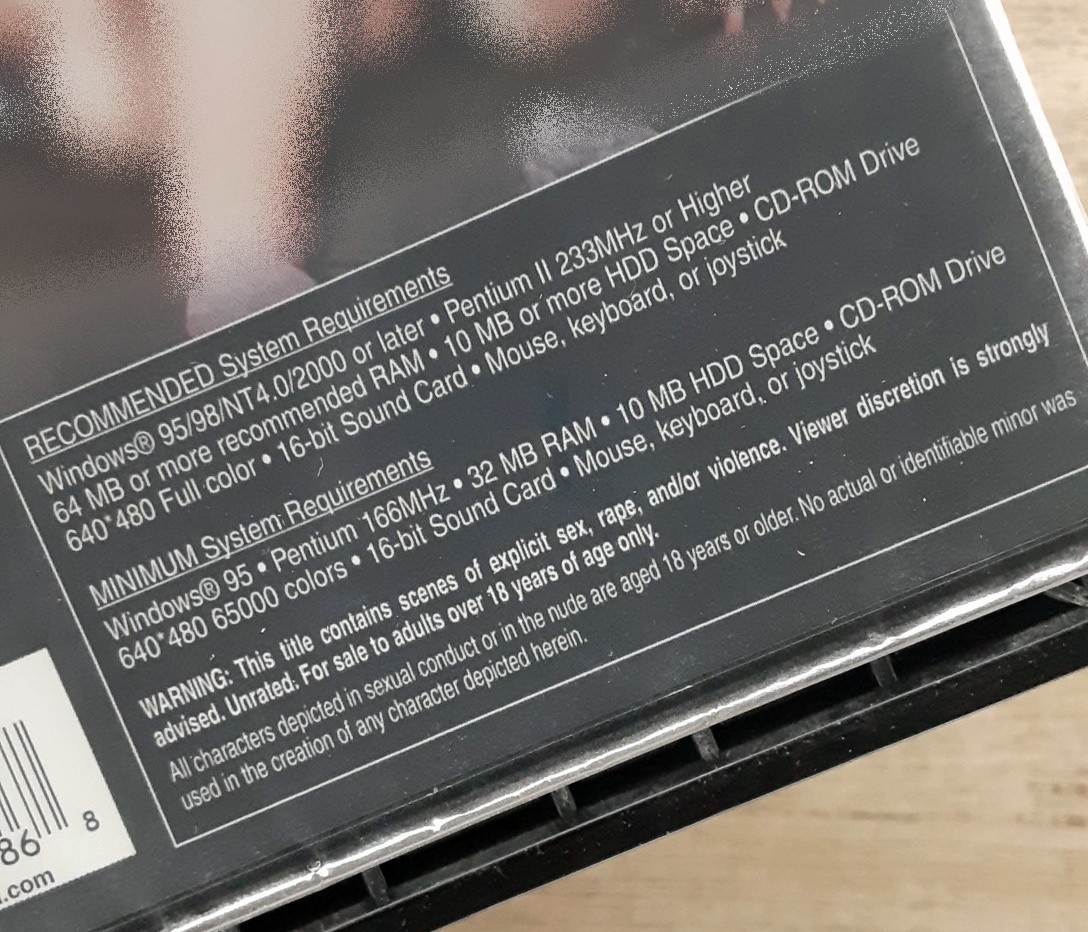 RECOMMENDED System Requirements
Windows® 95/98/NT4.0/2000 or later • Pentium II 233MHz or Higher
64 MB or more recommended RAM • 10 MB or more HDD Space • CD-ROM Drive
640*480 Full color • 16-bit Sound Card • Mouse, keyboard, or joystick
MINIMUM System Requirements
Windows® 95 • Pentium 166MHz • 32 MB RAM • 10 MB HDD Space • CD-ROM Drive
640*480 65000 colors • 16-bit Sound Card • Mouse, keyboard, or joystick
WARNING: This title contains scenes of explicit sex, rape, and/or violence. Viewer discretion is strongly
advised. Unrated. For sale to adults over 18 years of age only.
All characters depicted in sexual conduct or in the nude are aged 18 years or older. No actual or identifiable minor was
used in the creation of any character depicted herein.
86 8
.com